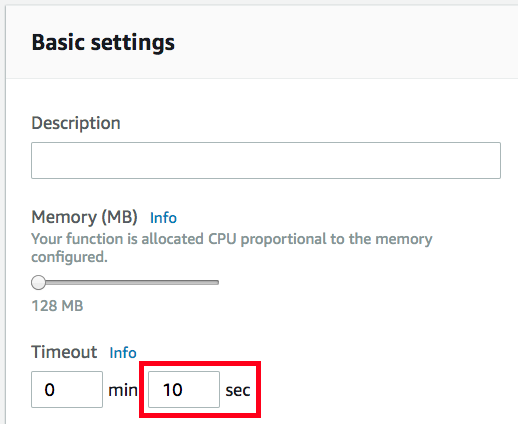 Basic settings
Description
Memory (MB) Info
Your function is allocated CPU proportional to the memory
configured.
128 MB
Timeout Info
0 min 10 sec